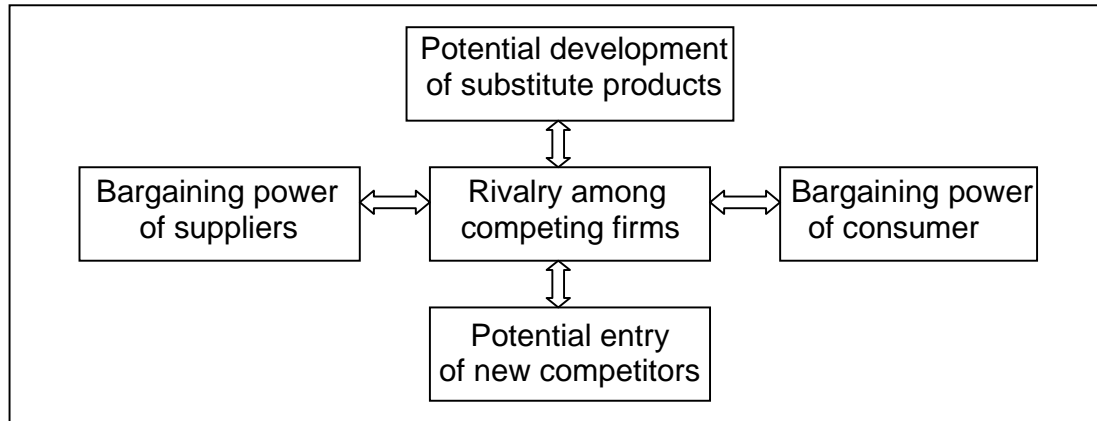 Potential development
of substitute products
Bargaining power
of suppliers
Rivalry among
competing firms
Bargaining power
of consumer
Potential entry
of new competitors